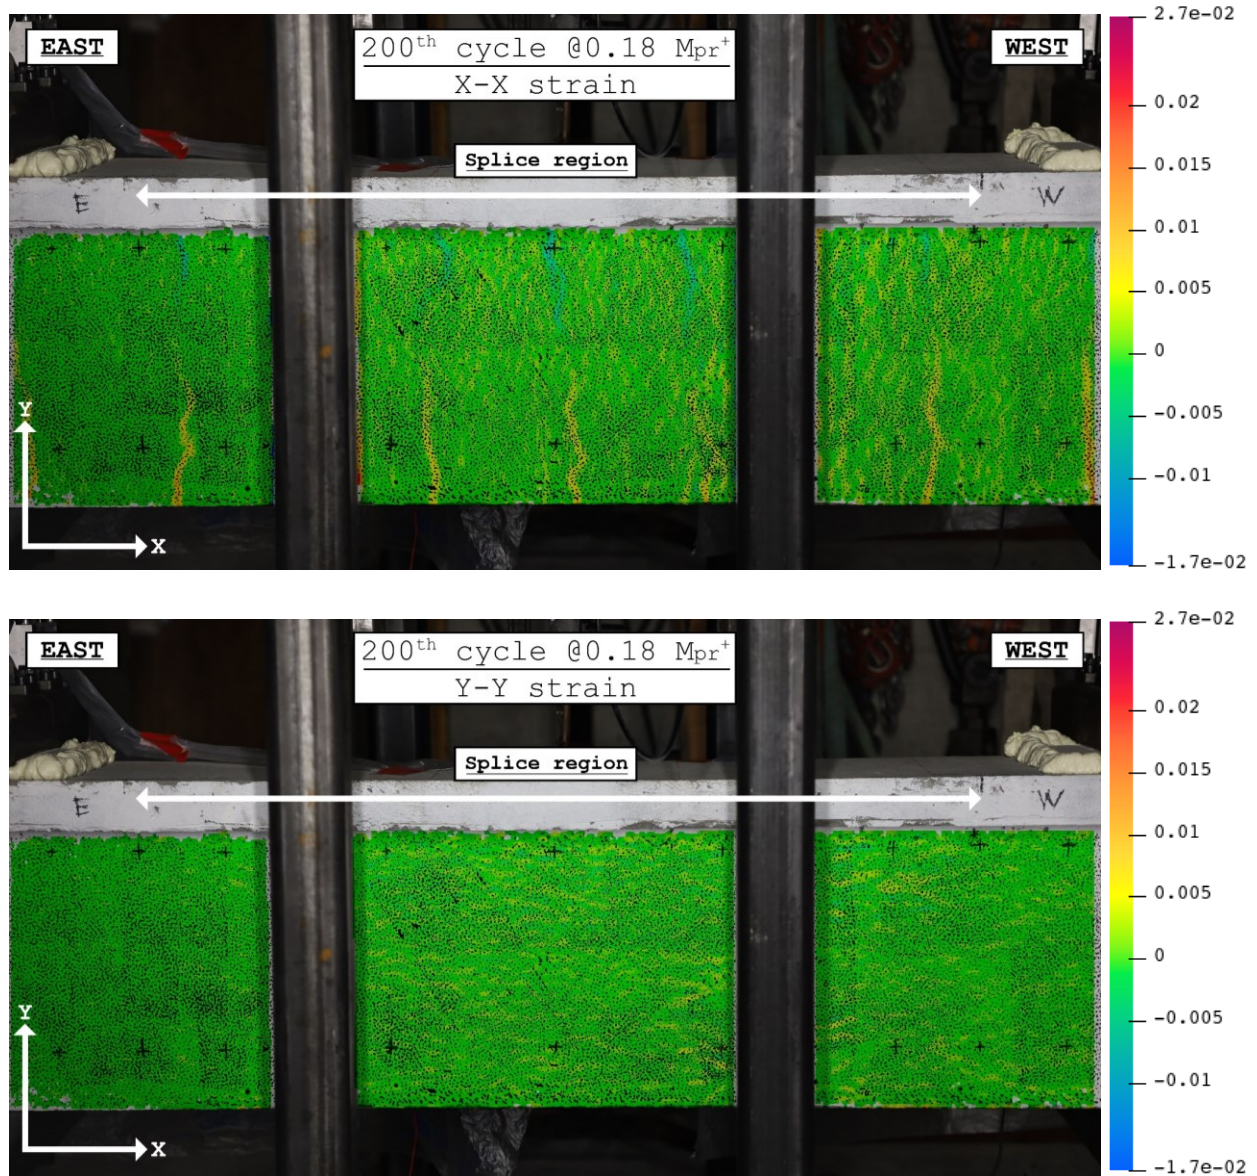 EAST
200th cycle @0.18 Mpr+
X-X strain
WEST
Splice region
E
W
Y
X
2.7e-02
0.02
0.015
0.01
0.005
0
-0.005
-0.01
-1.7e-02
EAST
200th cycle @0.18 Mpr+
Y-Y strain
WEST
Splice region
E
W
Y
X
2.7e-02
0.02
0.015
0.01
0.005
0
-0.005
-0.01
-1.7e-02